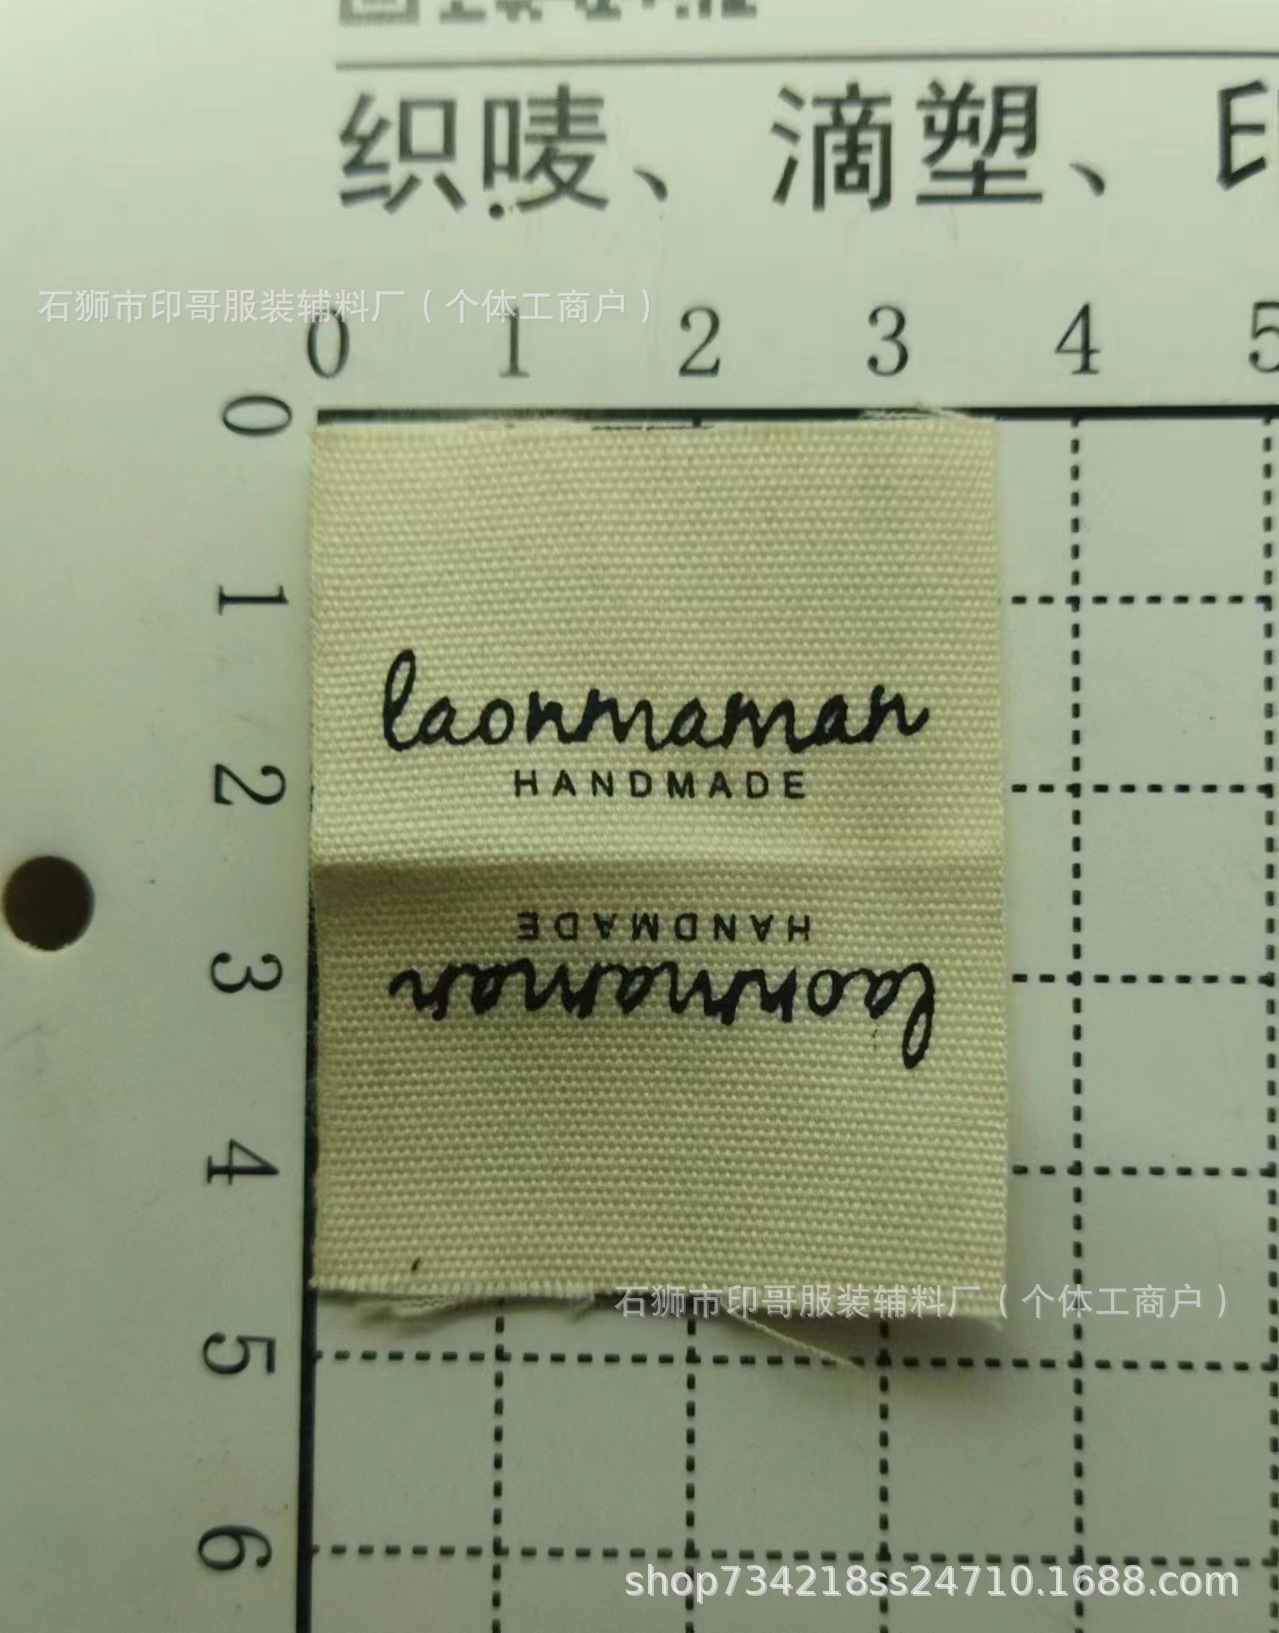 织唛、滴塑、印
石狮市印哥服装辅料厂（个体工商户）
0 1 2 3 4 5
0
1
laonmaman
2
HANDMADE
HANDMADE
3
laonmaman
4
石狮市印哥服装辅料厂（个体工商户）
5
6
shop734218ss24710.1688.com